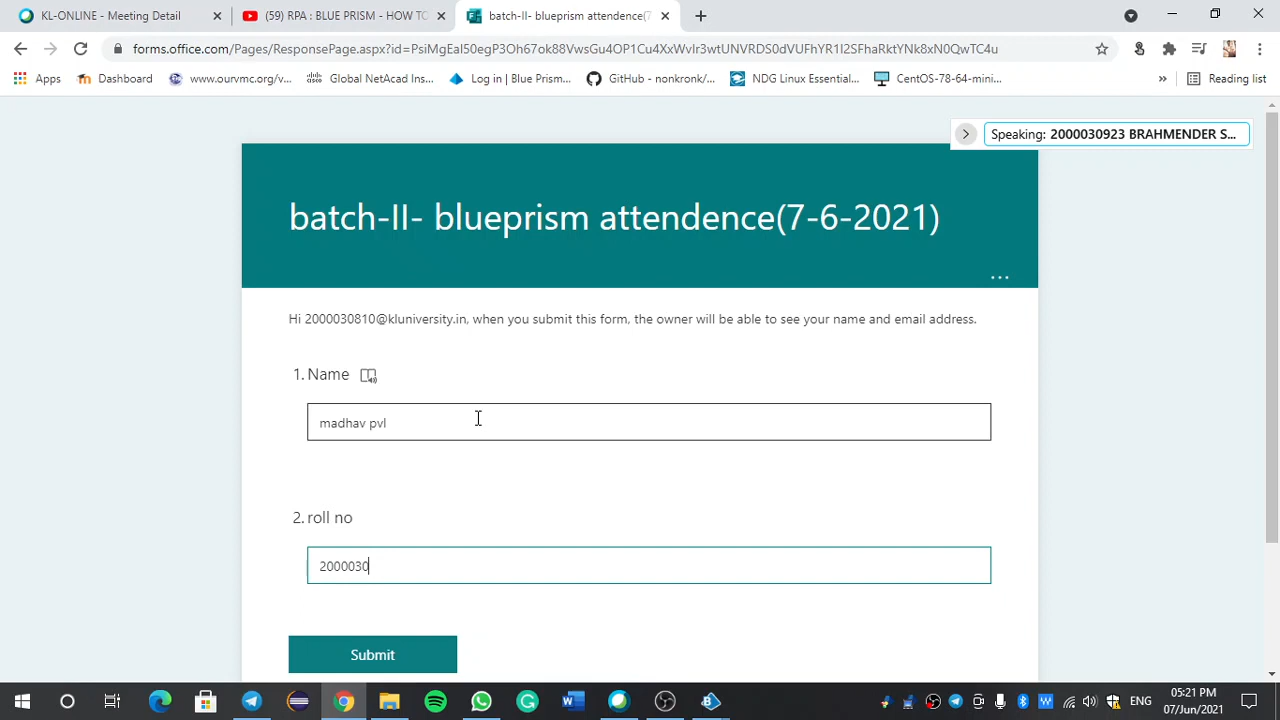 KL-ONLINE - Meeting Detail
(59) RPA : BLUE PRISM - HOW TO
batch-II- blueprism attendence(7
forms.office.com/Pages/ResponsePage.aspx?id=PsiMgEaI50egP3Oh67ok88VwsGu4OP1Cu4XxWvIr3wtUNVRDS0dVUFhYR1I2SFhaRktYNk8xN0QwTC4u
Apps
Dashboard
www.ourvmc.org/v...
Global NetAcad Ins...
Log in | Blue Prism...
GitHub - nonkronk/...
NDG Linux Essential...
CentOS-78-64-mini...
»
Reading list
Speaking: 2000030923 BRAHMENDER S...
batch-II- blueprism attendence(7-6-2021)
...
Hi 2000030810@kluniversity.in, when you submit this form, the owner will be able to see your name and email address.
1. Name
madhav pvl
2. roll no
2000030
Submit
ENG
05:21 PM
07/Jun/2021